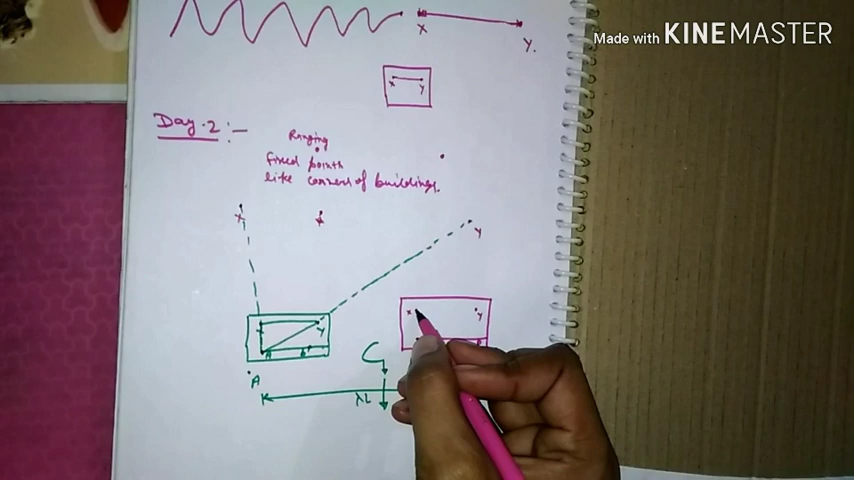 Made with KINEMASTER
X
Y.
x y
Day.2:-
Ranging
fixed points
like corners of buildings.
X
Y
x
y
x
y
A
A